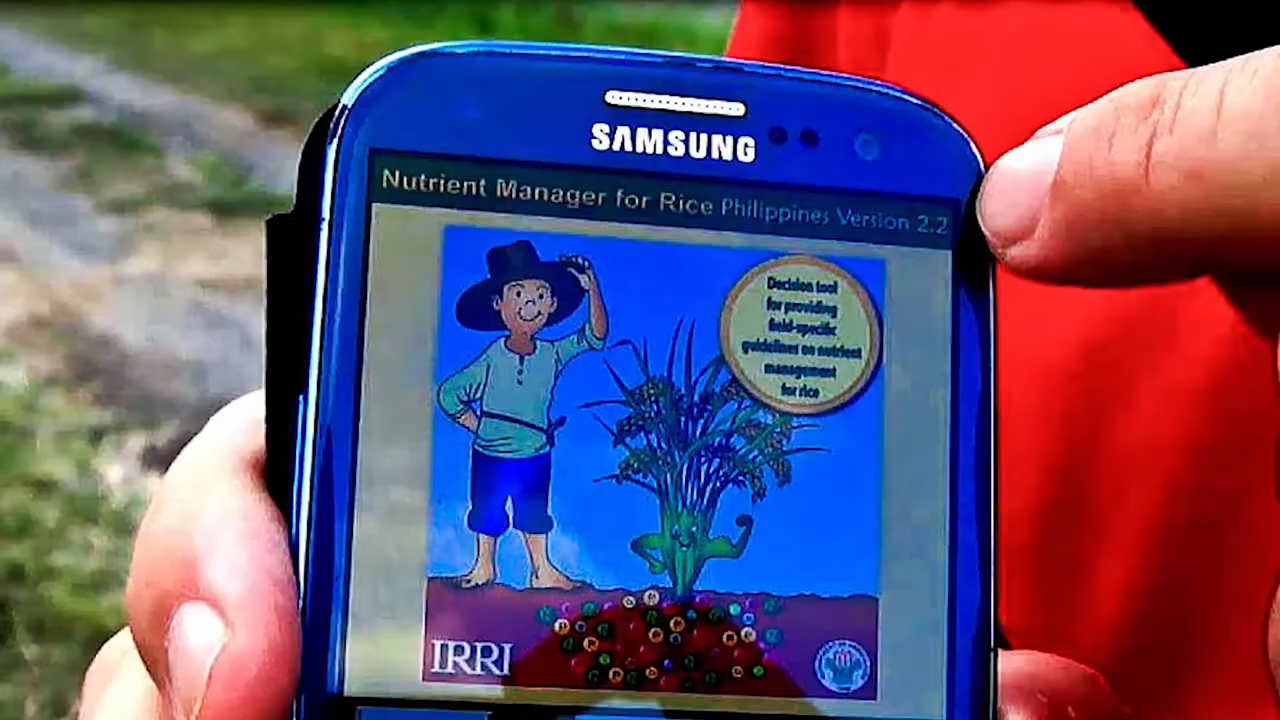 SAMSUNG
Nutrient Manager for Rice Philippines Version 2.2
Decision tool
for providing
field-specific
guidelines on nutrient
management
for rice
IRRI